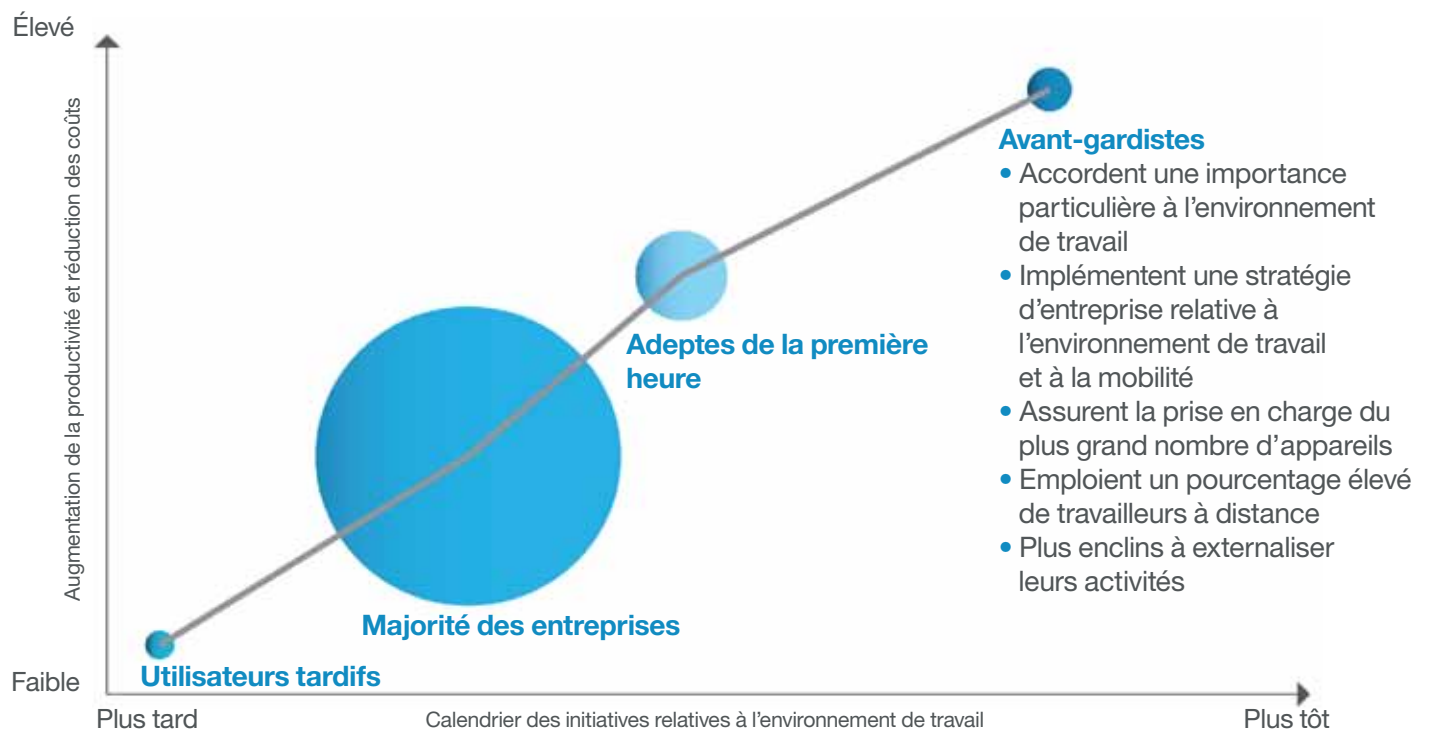 Élevé
Augmentation de la productivité et réduction des coûts
Avant-gardistes
• Accordent une importance
particulière à l’environnement
de travail
• Implémentent une stratégie
d’entreprise relative à
l’environnement de travail
et à la mobilité
• Assurent la prise en charge du
plus grand nombre d’appareils
• Emploient un pourcentage élevé
de travailleurs à distance
• Plus enclins à externaliser
leurs activités
Adeptes de la première
heure
Majorité des entreprises
Utilisateurs tardifs
Faible
Plus tard
Calendrier des initiatives relatives à l’environnement de travail
Plus tôt